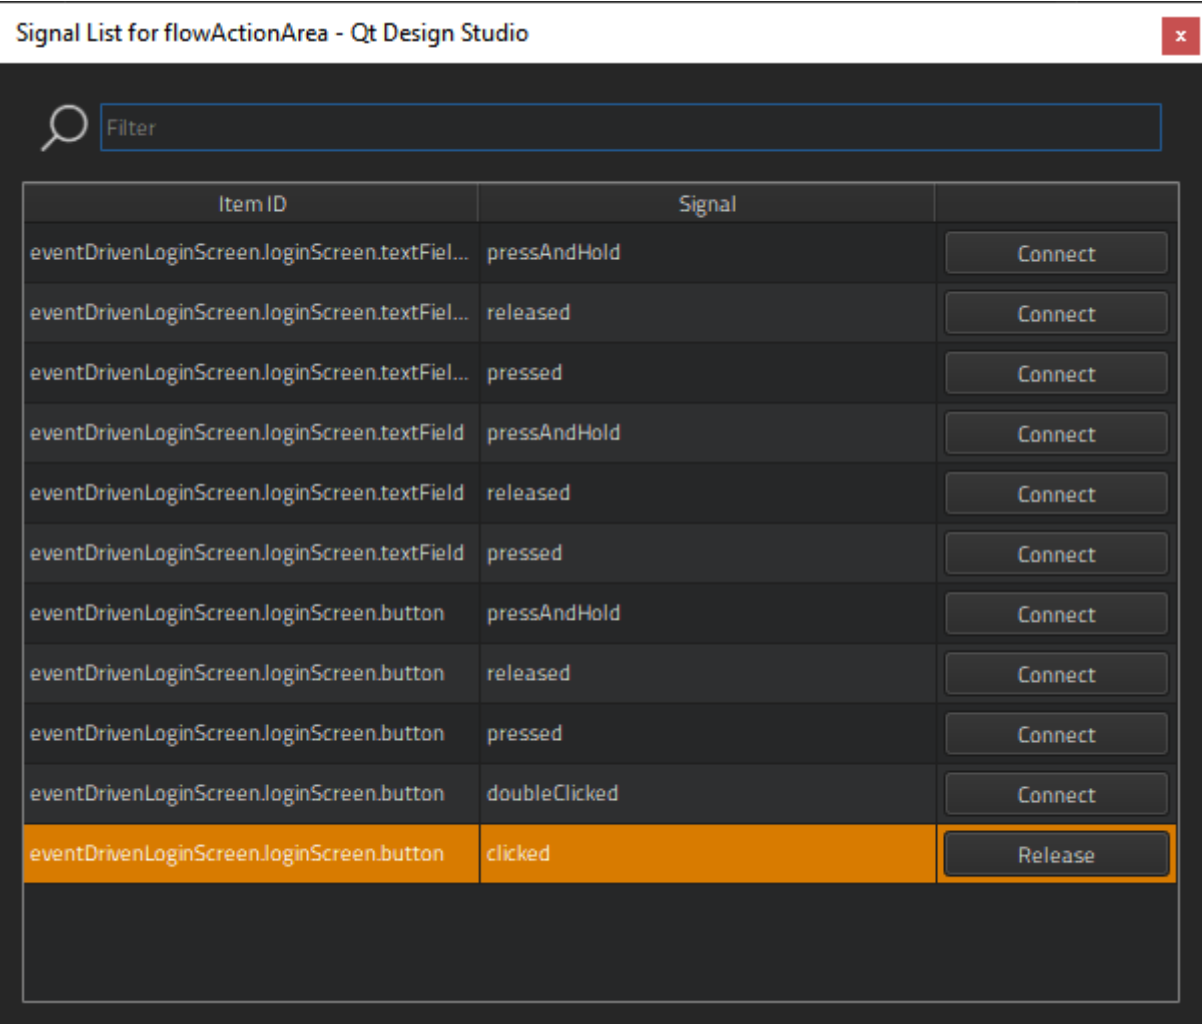 Signal List for flowActionArea - Qt Design Studio
x
Filter
Item ID Signal
eventDrivenLoginScreen.loginScreen.textFiel... pressAndHold Connect
eventDrivenLoginScreen.loginScreen.textFiel... released Connect
eventDrivenLoginScreen.loginScreen.textFiel... pressed Connect
eventDrivenLoginScreen.loginScreen.textField pressAndHold Connect
eventDrivenLoginScreen.loginScreen.textField released Connect
eventDrivenLoginScreen.loginScreen.textField pressed Connect
eventDrivenLoginScreen.loginScreen.button pressAndHold Connect
eventDrivenLoginScreen.loginScreen.button released Connect
eventDrivenLoginScreen.loginScreen.button pressed Connect
eventDrivenLoginScreen.loginScreen.button doubleClicked Connect
eventDrivenLoginScreen.loginScreen.button clicked Release